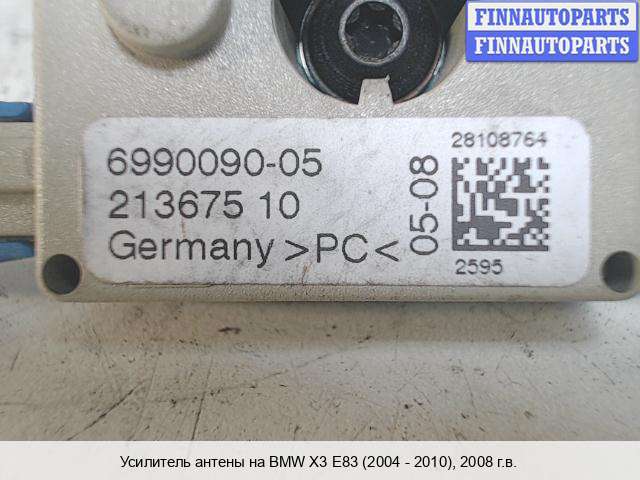 FINNAUTOPARTS
FINNAUTOPARTS
6990090-05
213675 10
Germany >PC<
05-08
28108764
2595
Усилитель антены на BMW X3 E83 (2004 - 2010), 2008 г.в.